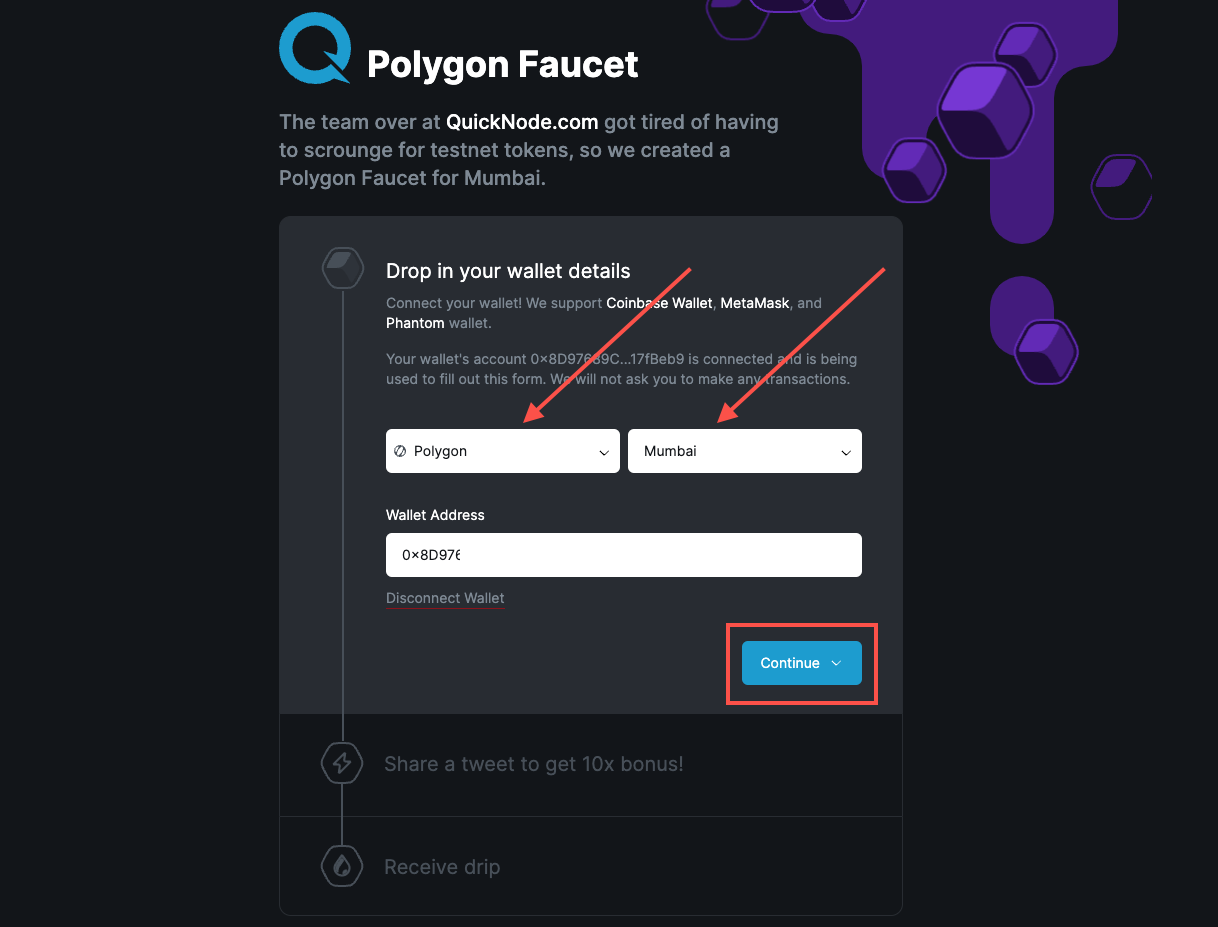 Polygon Faucet
The team over at QuickNode.com got tired of having
to scrounge for testnet tokens, so we created a
Polygon Faucet for Mumbai.
Drop in your wallet details
Connect your wallet! We support Coinbase Wallet, MetaMask, and
Phantom wallet.
Your wallet's account 0x8D97689C...17fBeb9 is connected and is being
used to fill out this form. We will not ask you to make any transactions.
Polygon
Mumbai
Wallet Address
0x8D976
Disconnect Wallet
Continue
Share a tweet to get 10x bonus!
Receive drip